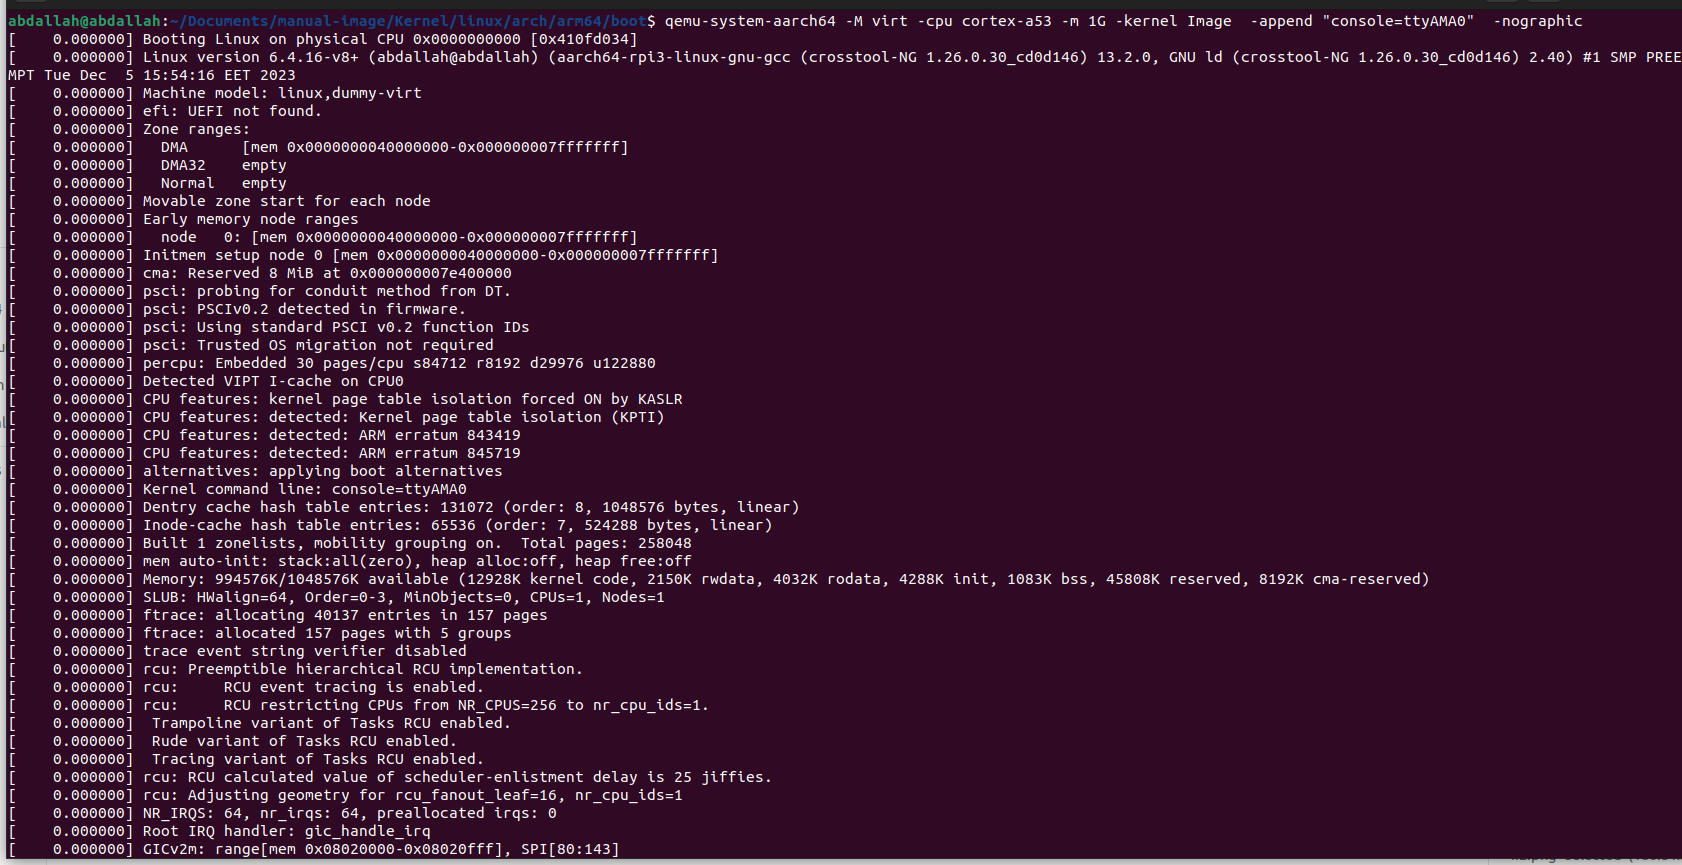 abdallah@abdallah:~/Documents/manual-image/Kernel/linux/arch/arm64/boot$ qemu-system-aarch64 -M virt -cpu cortex-a53 -m 1G -kernel Image  -append "console=ttyAMA0"  -nographic
[    0.000000] Booting Linux on physical CPU 0x0000000000 [0x410fd034]
[    0.000000] Linux version 6.4.16-v8+ (abdallah@abdallah) (aarch64-rpi3-linux-gnu-gcc (crosstool-NG 1.26.0.30_cd0d146) 13.2.0, GNU ld (crosstool-NG 1.26.0.30_cd0d146) 2.40) #1 SMP PREE
MPT Tue Dec  5 15:54:16 EET 2023
[    0.000000] Machine model: linux,dummy-virt
[    0.000000] efi: UEFI not found.
[    0.000000] Zone ranges:
[    0.000000]   DMA      [mem 0x0000000040000000-0x000000007fffffff]
[    0.000000]   DMA32    empty
[    0.000000]   Normal   empty
[    0.000000] Movable zone start for each node
[    0.000000] Early memory node ranges
[    0.000000]   node   0: [mem 0x0000000040000000-0x000000007fffffff]
[    0.000000] Initmem setup node 0 [mem 0x0000000040000000-0x000000007fffffff]
[    0.000000] cma: Reserved 8 MiB at 0x000000007e400000
[    0.000000] psci: probing for conduit method from DT.
[    0.000000] psci: PSCIv0.2 detected in firmware.
[    0.000000] psci: Using standard PSCI v0.2 function IDs
[    0.000000] psci: Trusted OS migration not required
[    0.000000] percpu: Embedded 30 pages/cpu s84712 r8192 d29976 u122880
[    0.000000] Detected VIPT I-cache on CPU0
[    0.000000] CPU features: kernel page table isolation forced ON by KASLR
[    0.000000] CPU features: detected: Kernel page table isolation (KPTI)
[    0.000000] CPU features: detected: ARM erratum 843419
[    0.000000] CPU features: detected: ARM erratum 845719
[    0.000000] alternatives: applying boot alternatives
[    0.000000] Kernel command line: console=ttyAMA0
[    0.000000] Dentry cache hash table entries: 131072 (order: 8, 1048576 bytes, linear)
[    0.000000] Inode-cache hash table entries: 65536 (order: 7, 524288 bytes, linear)
[    0.000000] Built 1 zonelists, mobility grouping on.  Total pages: 258048
[    0.000000] mem auto-init: stack:all(zero), heap alloc:off, heap free:off
[    0.000000] Memory: 994576K/1048576K available (12928K kernel code, 2150K rwdata, 4032K rodata, 4288K init, 1083K bss, 45808K reserved, 8192K cma-reserved)
[    0.000000] SLUB: HWalign=64, Order=0-3, MinObjects=0, CPUs=1, Nodes=1
[    0.000000] ftrace: allocating 40137 entries in 157 pages
[    0.000000] ftrace: allocated 157 pages with 5 groups
[    0.000000] trace event string verifier disabled
[    0.000000] rcu: Preemptible hierarchical RCU implementation.
[    0.000000] rcu:     RCU event tracing is enabled.
[    0.000000] rcu:     RCU restricting CPUs from NR_CPUS=256 to nr_cpu_ids=1.
[    0.000000]  Trampoline variant of Tasks RCU enabled.
[    0.000000]  Rude variant of Tasks RCU enabled.
[    0.000000]  Tracing variant of Tasks RCU enabled.
[    0.000000] rcu: RCU calculated value of scheduler-enlistment delay is 25 jiffies.
[    0.000000] rcu: Adjusting geometry for rcu_fanout_leaf=16, nr_cpu_ids=1
[    0.000000] NR_IRQS: 64, nr_irqs: 64, preallocated irqs: 0
[    0.000000] Root IRQ handler: gic_handle_irq
[    0.000000] GICv2m: range[mem 0x08020000-0x08020fff], SPI[80:143]